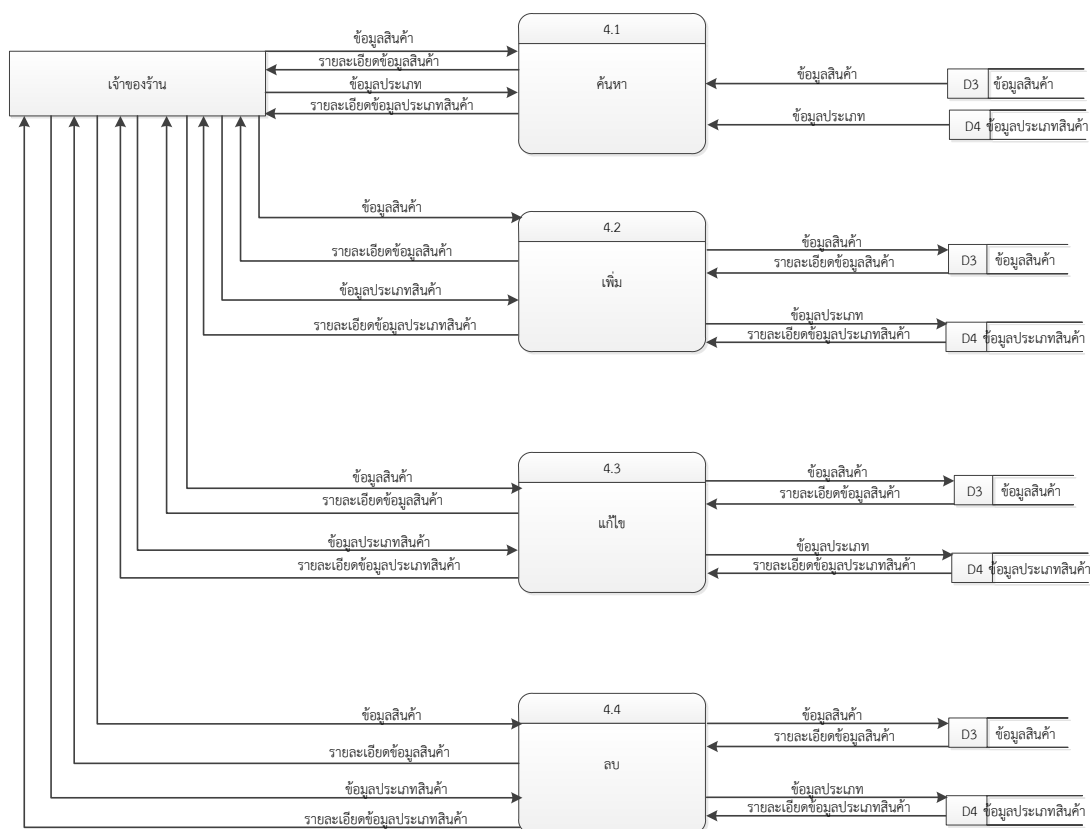 ข้อมูลสินค้า
4.1
รายละเอียดข้อมูลสินค้า
เจ้าของร้าน
ข้อมูลประเภท
ค้นหา
ข้อมูลสินค้า
D3 ข้อมูลสินค้า
รายละเอียดข้อมูลประเภทสินค้า
ข้อมูลประเภท
D4 ข้อมูลประเภทสินค้า
ข้อมูลสินค้า
4.2
รายละเอียดข้อมูลสินค้า
ข้อมูลสินค้า
รายละเอียดข้อมูลสินค้า
D3 ข้อมูลสินค้า
เพิ่ม
ข้อมูลประเภทสินค้า
รายละเอียดข้อมูลประเภทสินค้า
ข้อมูลประเภท
รายละเอียดข้อมูลประเภทสินค้า
D4 ข้อมูลประเภทสินค้า
4.3
ข้อมูลสินค้า
รายละเอียดข้อมูลสินค้า
ข้อมูลสินค้า
รายละเอียดข้อมูลสินค้า
D3 ข้อมูลสินค้า
แก้ไข
ข้อมูลประเภทสินค้า
รายละเอียดข้อมูลประเภทสินค้า
ข้อมูลประเภท
รายละเอียดข้อมูลประเภทสินค้า
D4 ข้อมูลประเภทสินค้า
4.4
ข้อมูลสินค้า
รายละเอียดข้อมูลสินค้า
ข้อมูลสินค้า
รายละเอียดข้อมูลสินค้า
D3 ข้อมูลสินค้า
ลบ
ข้อมูลประเภทสินค้า
รายละเอียดข้อมูลประเภทสินค้า
ข้อมูลประเภท
รายละเอียดข้อมูลประเภทสินค้า
D4 ข้อมูลประเภทสินค้า